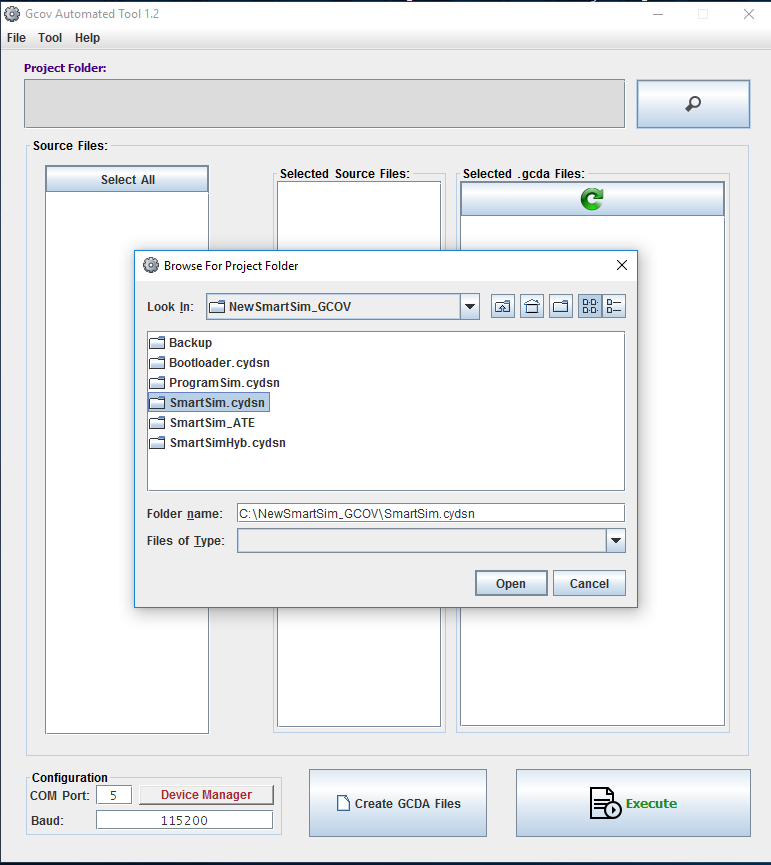 Gcov Automated Tool 1.2
File Tool Help
Project Folder:
Source Files:
Select All
Selected Source Files:
Selected .gcda Files:
Browse For Project Folder
Look In:
NewSmartSim_GCOV
Backup
Bootloader.cydsn
ProgramSim.cydsn
SmartSim.cydsn
SmartSim_ATE
SmartSimHyb.cydsn
Folder name: C:\NewSmartSim_GCOV\SmartSim.cydsn
Files of Type:
Open Cancel
Configuration
COM Port: 5 Device Manager
Baud: 115200
Create GCDA Files
Execute